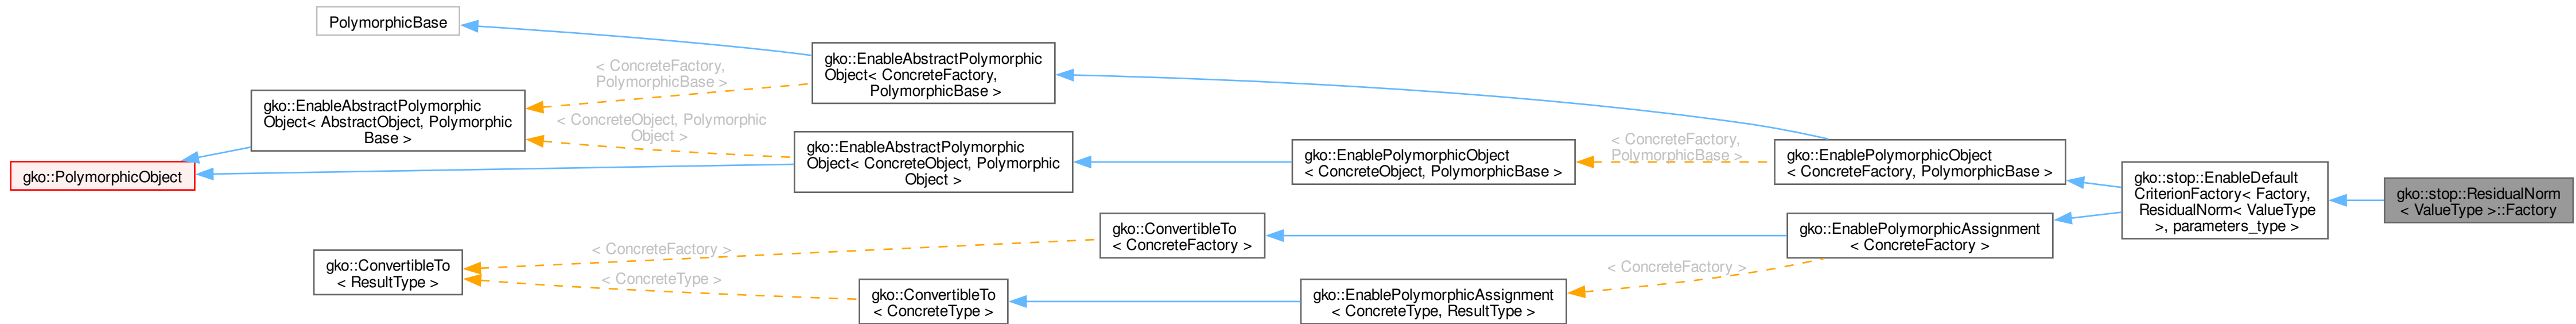 PolymorphicBase
gko::EnableAbstractPolymorphic
Object< ConcreteFactory,
PolymorphicBase >
< ConcreteFactory,
PolymorphicBase >
gko::EnableAbstractPolymorphic
Object< AbstractObject, Polymorphic
Base >
< ConcreteObject, Polymorphic
Object >
gko::EnableAbstractPolymorphic
Object< ConcreteObject, Polymorphic
Object >
gko::PolymorphicObject
gko::EnablePolymorphicObject
< ConcreteObject, PolymorphicBase >
< ConcreteFactory,
PolymorphicBase >
gko::EnablePolymorphicObject
< ConcreteFactory, PolymorphicBase >
gko::stop::EnableDefault
CriterionFactory< Factory,
ResidualNorm< ValueType
>, parameters_type >
gko::stop::ResidualNorm
< ValueType >::Factory
gko::ConvertibleTo
< ConcreteFactory >
gko::EnablePolymorphicAssignment
< ConcreteFactory >
< ConcreteFactory >
gko::ConvertibleTo
< ResultType >
< ConcreteType >
gko::ConvertibleTo
< ConcreteType >
gko::EnablePolymorphicAssignment
< ConcreteType, ResultType >
< ConcreteFactory >